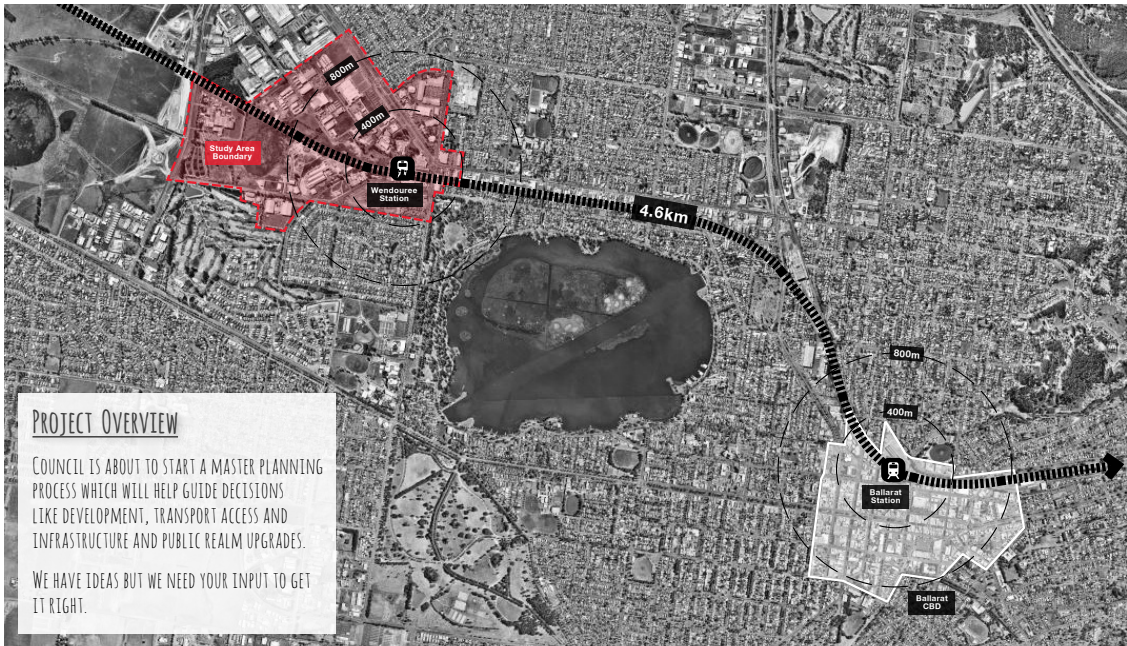 800m
400m
Study Area
Boundary
Wendouree
Station
4.6km
800m
400m
Ballarat
Station
Ballarat
CBD
PROJECT OVERVIEW
COUNCIL IS ABOUT TO START A MASTER PLANNING
PROCESS WHICH WILL HELP GUIDE DECISIONS
LIKE DEVELOPMENT, TRANSPORT ACCESS AND
INFRASTRUCTURE AND PUBLIC REALM UPGRADES.
WE HAVE IDEAS BUT WE NEED YOUR INPUT TO GET
IT RIGHT.